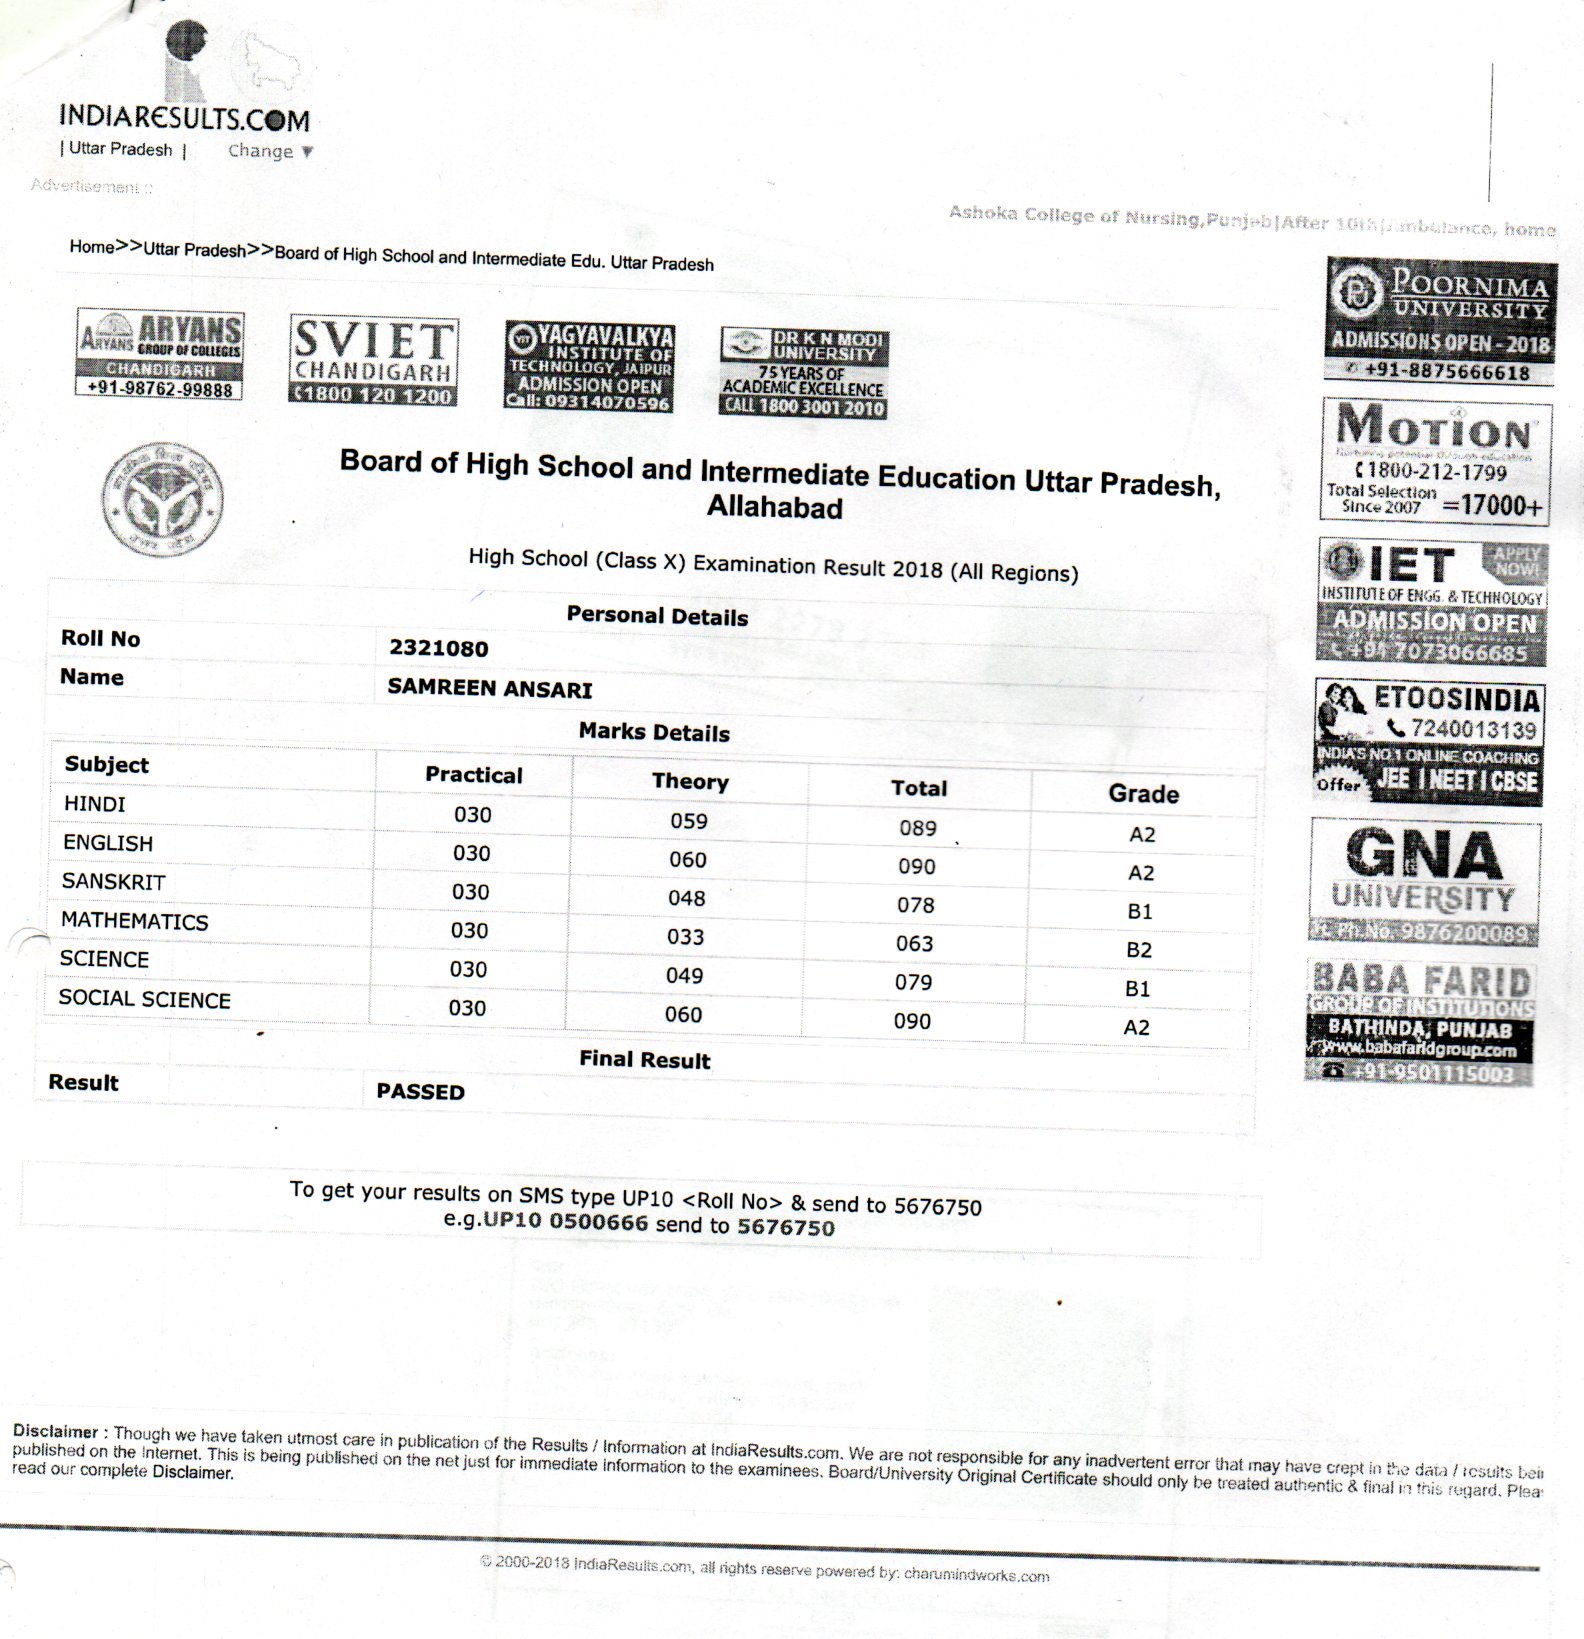 INDIARESULTS.COM
| Uttar Pradesh | Change ▼
Advertisement ::
Ashoka College of Nursing,Punjab|After 10th|Ambulance, home
Home>>Uttar Pradesh>>Board of High School and Intermediate Edu. Uttar Pradesh
ARYANS
ARYANS GROUP OF COLLEGES
CHANDIGARH
+91-98762-99888
SVIET
CHANDIGARH
1800 120 1200
YAGYAVALKYA
INSTITUTE OF
TECHNOLOGY, JAIPUR
ADMISSION OPEN
Call: 09314070596
DR K N MODI
UNIVERSITY
75 YEARS OF
ACADEMIC EXCELLENCE
CALL 1800 3001 2010
POORNIMA
UNIVERSITY
ADMISSIONS OPEN - 2018
+91-8875666618
MOTION
Nurturing potential through education
1800-212-1799
Total Selection
Since 2007 =17000+
IET APPLY NOW!
INSTITUTE OF ENGG. & TECHNOLOGY
ADMISSION OPEN
+91 7073066685
ETOOSINDIA
7240013139
INDIA'S NO.1 ONLINE COACHING
Offer JEE | NEET | CBSE
GNA
UNIVERSITY
Ph.No. 9876200089
BABA FARID
GROUP OF INSTITUTIONS
BATHINDA, PUNJAB
www.babafaridgroup.com
+91-9501115003
Board of High School and Intermediate Education Uttar Pradesh,
Allahabad
High School (Class X) Examination Result 2018 (All Regions)
Personal Details
Roll No 2321080
Name SAMREEN ANSARI
Marks Details
Subject Practical Theory Total Grade
HINDI 030 059 089 A2
ENGLISH 030 060 090 A2
SANSKRIT 030 048 078 B1
MATHEMATICS 030 033 063 B2
SCIENCE 030 049 079 B1
SOCIAL SCIENCE 030 060 090 A2
Final Result
Result PASSED
To get your results on SMS type UP10 <Roll No> & send to 5676750
e.g.UP10 0500666 send to 5676750
Disclaimer : Though we have taken utmost care in publication of the Results / Information at IndiaResults.com. We are not responsible for any inadvertent error that may have crept in the data / results bein
published on the Internet. This is being published on the net just for immediate information to the examinees. Board/University Original Certificate should only be treated authentic & final in this regard. Plea
read our complete Disclaimer.
© 2000-2018 IndiaResults.com, all rights reserve powered by: charumindworks.com